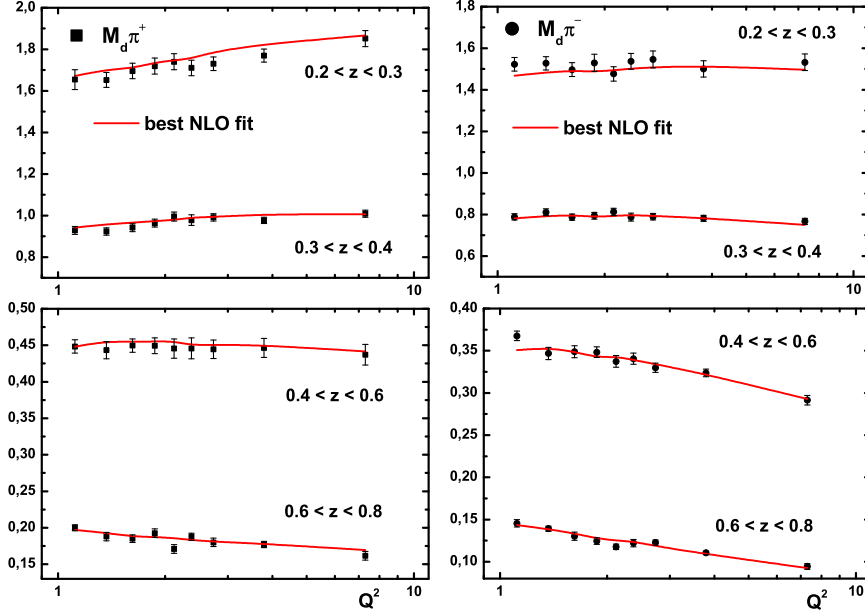 2,0
M_d π⁺
1,8
0.2 < z < 0.3
1,6
1,4
best NLO fit
1,2
1,0
0.3 < z < 0.4
0,8
1
10
1,8
M_d π⁻
0.2 < z < 0.3
1,6
1,4
best NLO fit
1,2
1,0
0,8
0.3 < z < 0.4
0,6
1
10
0,50
0,45
0,40
0.4 < z < 0.6
0,35
0,30
0,25
0.6 < z < 0.8
0,20
0,15
1
Q²
10
0,40
0.4 < z < 0.6
0,35
0,30
0,25
0,20
0,15
0.6 < z < 0.8
0,10
1
Q²
10